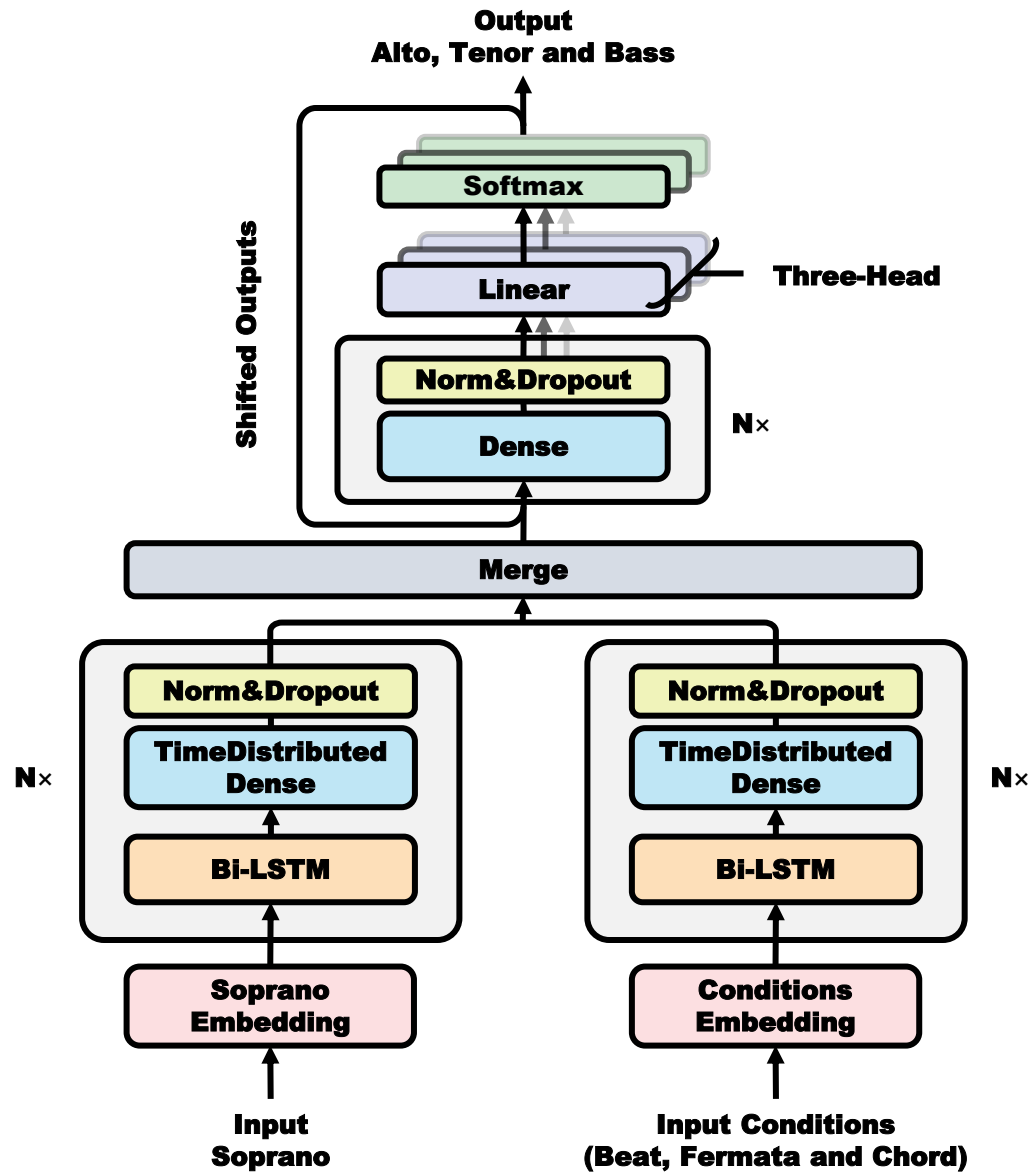 Output
Alto, Tenor and Bass
Softmax
Shifted Outputs
Linear
Three-Head
Norm&Dropout
Dense
N×
Merge
Norm&Dropout
TimeDistributed
Dense
Bi-LSTM
N×
Norm&Dropout
TimeDistributed
Dense
Bi-LSTM
N×
Soprano
Embedding
Conditions
Embedding
Input
Soprano
Input Conditions
(Beat, Fermata and Chord)